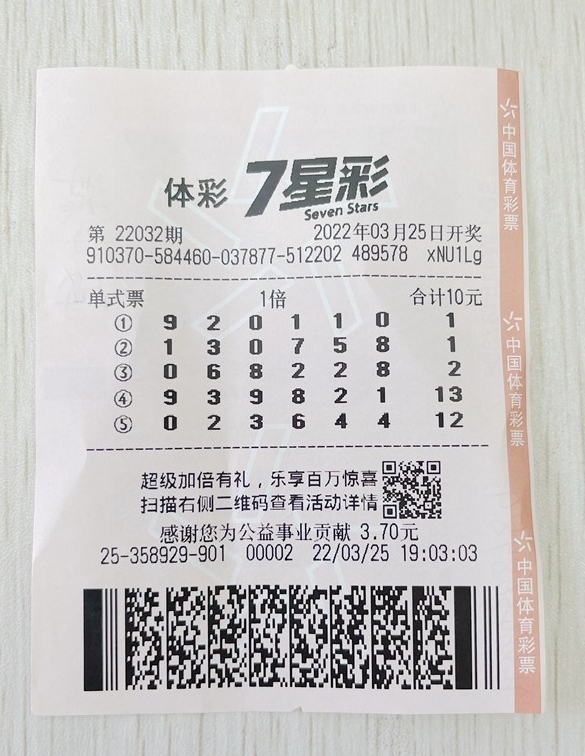 体彩 7星彩
Seven Stars
第 22032期 2022年03月25日开奖
910370-584460-037877-512202 489578 xNU1Lg
单式票 1倍 合计10元
① 9 2 0 1 1 0 1
② 1 3 0 7 5 8 1
③ 0 6 8 2 2 8 2
④ 9 3 9 8 2 1 13
⑤ 0 2 3 6 4 4 12
超级加倍有礼，乐享百万惊喜
扫描右侧二维码查看活动详情
感谢您为公益事业贡献 3.70元
25-358929-901 00002 22/03/25 19:03:03
中国体育彩票
中国体育彩票
中国体育彩票